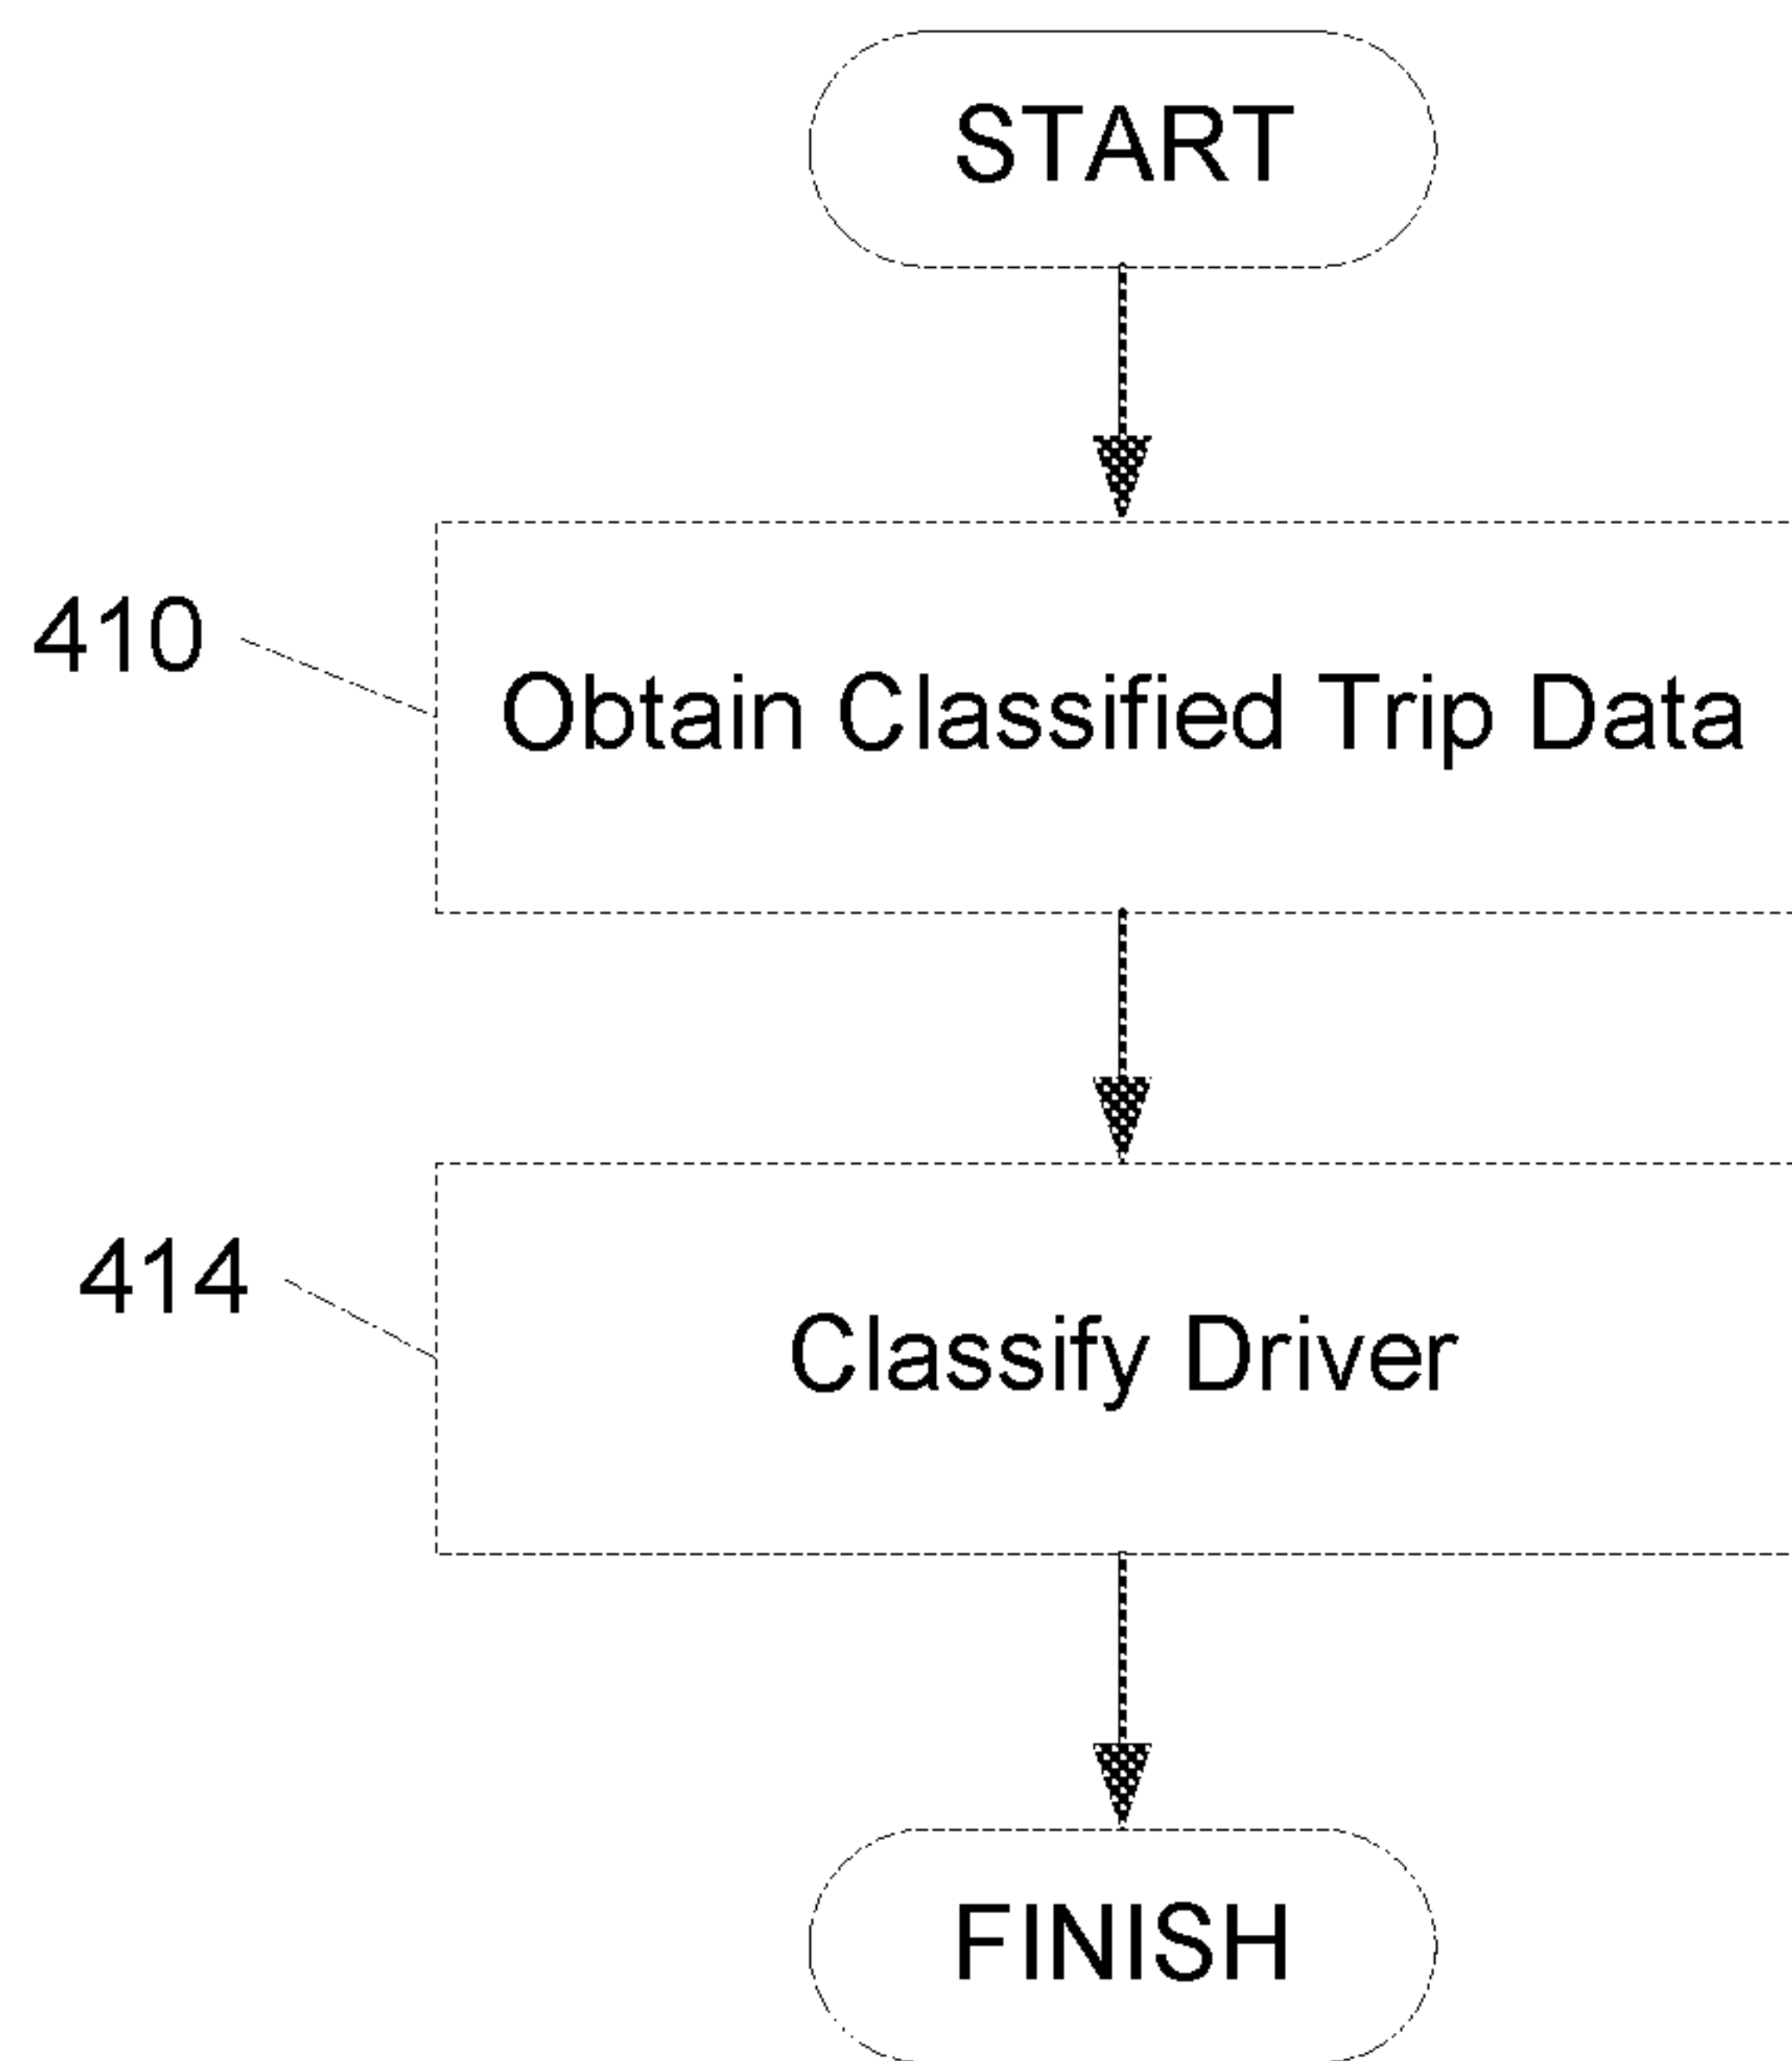 START
410
Obtain Classified Trip Data
414
Classify Driver
FINISH